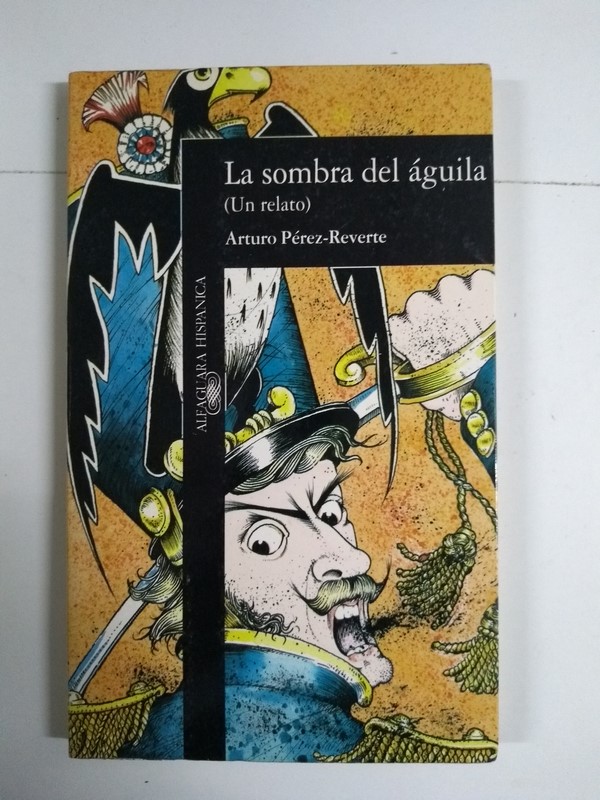 La sombra del águila
(Un relato)
Arturo Pérez-Reverte
ALFAGUARA HISPANICA